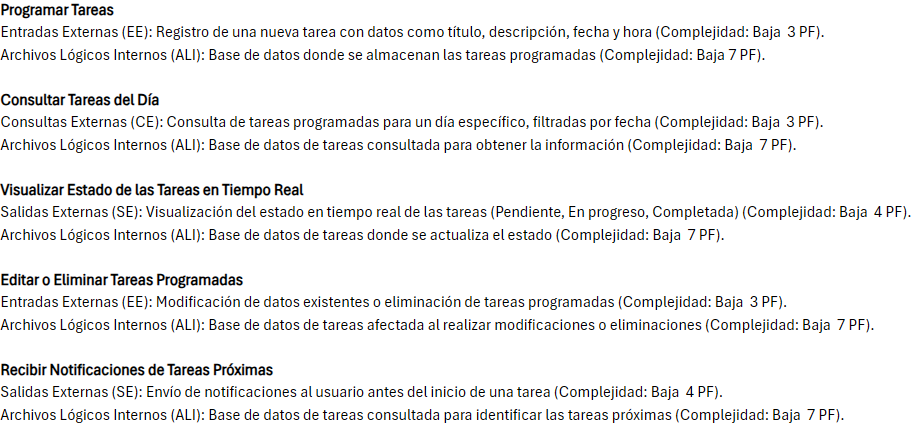 Programar Tareas
Entradas Externas (EE): Registro de una nueva tarea con datos como título, descripción, fecha y hora (Complejidad: Baja  3 PF).
Archivos Lógicos Internos (ALI): Base de datos donde se almacenan las tareas programadas (Complejidad: Baja 7 PF).
Consultar Tareas del Día
Consultas Externas (CE): Consulta de tareas programadas para un día específico, filtradas por fecha (Complejidad: Baja  3 PF).
Archivos Lógicos Internos (ALI): Base de datos de tareas consultada para obtener la información (Complejidad: Baja  7 PF).
Visualizar Estado de las Tareas en Tiempo Real
Salidas Externas (SE): Visualización del estado en tiempo real de las tareas (Pendiente, En progreso, Completada) (Complejidad: Baja  4 PF).
Archivos Lógicos Internos (ALI): Base de datos de tareas donde se actualiza el estado (Complejidad: Baja  7 PF).
Editar o Eliminar Tareas Programadas
Entradas Externas (EE): Modificación de datos existentes o eliminación de tareas programadas (Complejidad: Baja  3 PF).
Archivos Lógicos Internos (ALI): Base de datos de tareas afectada al realizar modificaciones o eliminaciones (Complejidad: Baja  7 PF).
Recibir Notificaciones de Tareas Próximas
Salidas Externas (SE): Envío de notificaciones al usuario antes del inicio de una tarea (Complejidad: Baja  4 PF).
Archivos Lógicos Internos (ALI): Base de datos de tareas consultada para identificar las tareas próximas (Complejidad: Baja  7 PF).